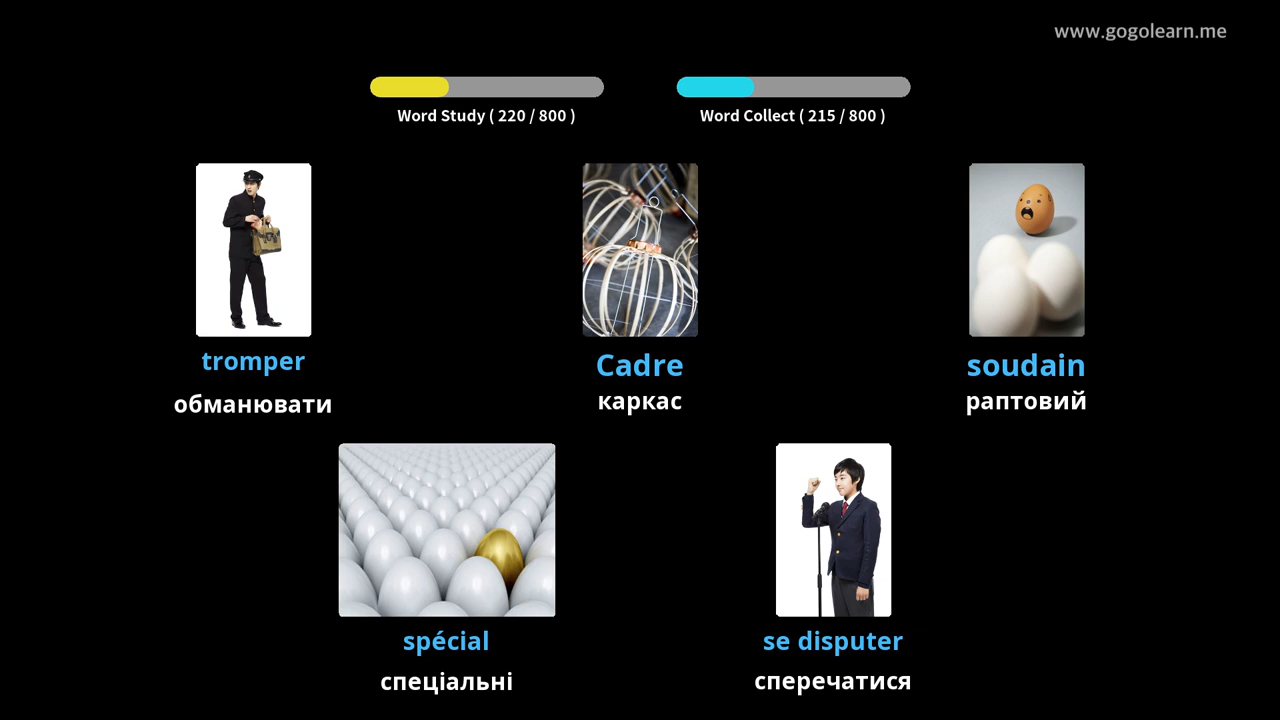 www.gogolearn.me
Word Study ( 220 / 800 )
Word Collect ( 215 / 800 )
tromper
обманювати
Cadre
каркас
soudain
раптовий
spécial
спеціальні
se disputer
сперечатися